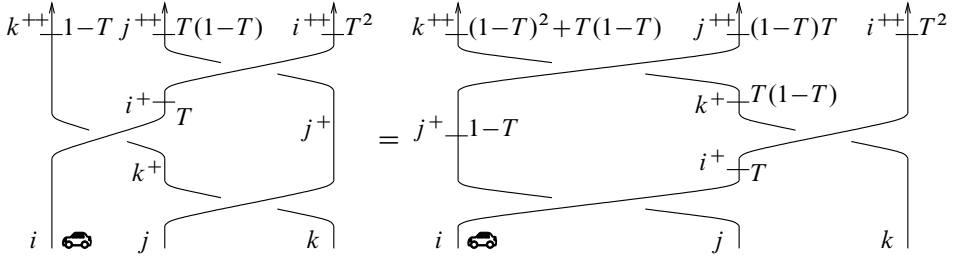 k⁺⁺ 1−T j⁺⁺ T(1−T) i⁺⁺ T² k⁺⁺ (1−T)²+T(1−T) j⁺⁺ (1−T)T i⁺⁺ T²
i⁺ T k⁺ T(1−T)
j⁺ = j⁺ 1−T
k⁺ i⁺ T
i j k i j k